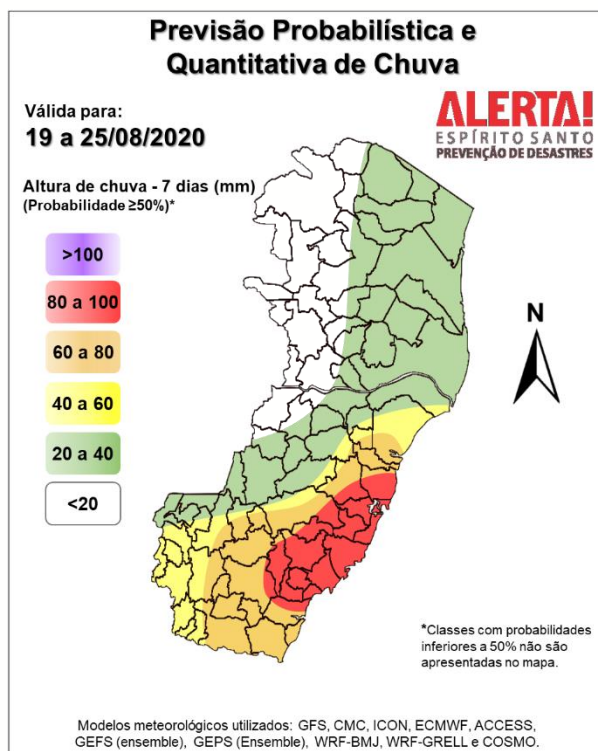 Previsão Probabilística e
Quantitativa de Chuva
Válida para:
19 a 25/08/2020
ALERTA!
ESPÍRITO SANTO
PREVENÇÃO DE DESASTRES
Altura de chuva - 7 dias (mm)
(Probabilidade ≥50%)*
>100
80 a 100
60 a 80
40 a 60
20 a 40
<20
N
*Classes com probabilidades
inferiores a 50% não são
apresentadas no mapa.
Modelos meteorológicos utilizados: GFS, CMC, ICON, ECMWF, ACCESS,
GEFS (ensemble), GEPS (Ensemble), WRF-BMJ, WRF-GRELL e COSMO.